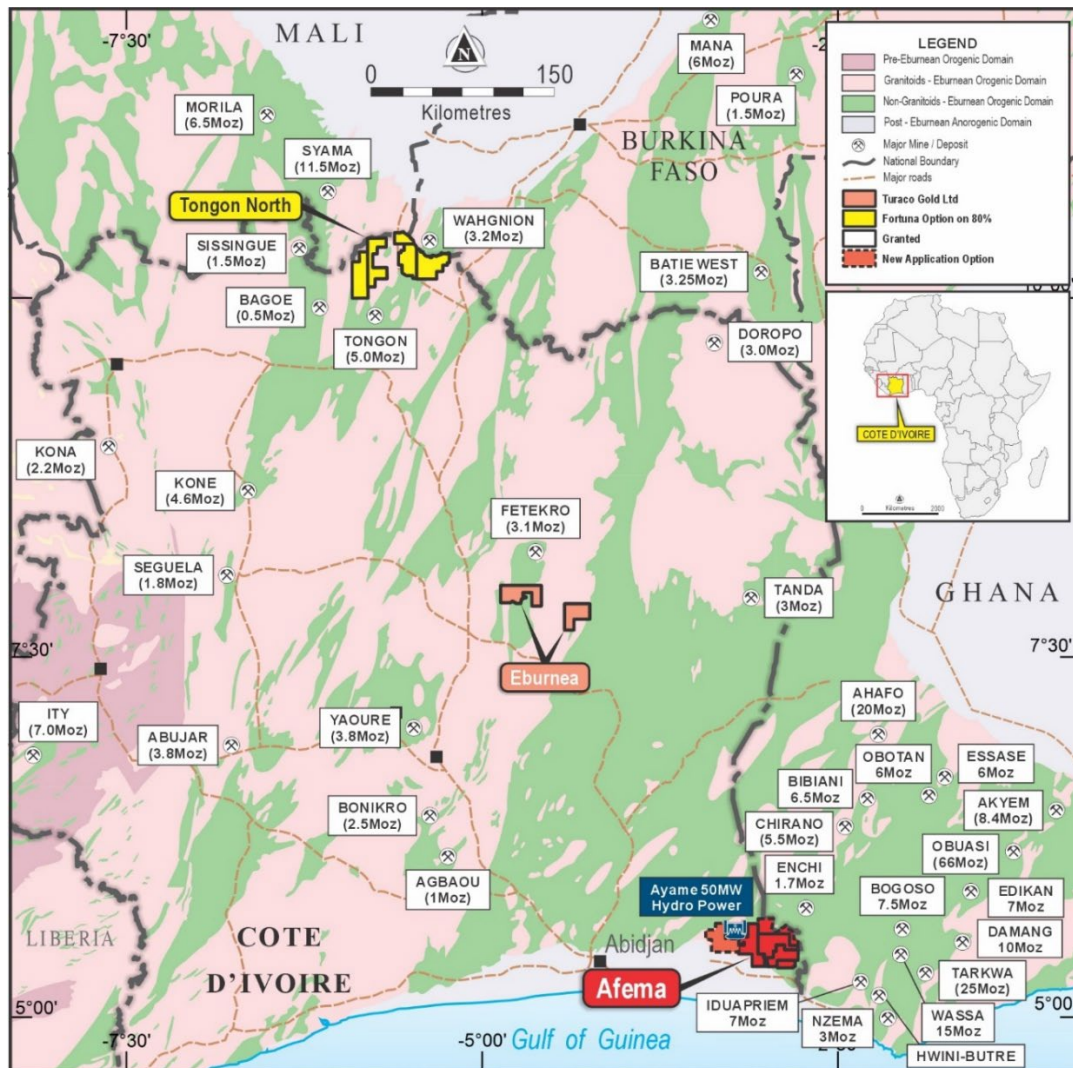 -7°30'
MALI
N
0 150
Kilometres
MANA
(6Moz)
POURA
(1.5Moz)
LEGEND
Pre-Eburnean Orogenic Domain
Granitoids - Eburnean Orogenic Domain
Non-Granitoids - Eburnean Orogenic Domain
Post - Eburnean Anorogenic Domain
Major Mine / Deposit
National Boundary
Major roads
Turaco Gold Ltd
Fortuna Option on 80%
Granted
New Application Option
MORILA
(6.5Moz)
SYAMA
(11.5Moz)
BURKINA
FASO
Tongon North
WAHGNION
(3.2Moz)
SISSINGUE
(1.5Moz)
BATIE WEST
(3.25Moz)
BAGOE
(0.5Moz)
TONGON
(5.0Moz)
DOROPO
(3.0Moz)
COTE D'IVOIRE
0 2000
Kilometres
KONA
(2.2Moz)
KONE
(4.6Moz)
FETEKRO
(3.1Moz)
SEGUELA
(1.8Moz)
TANDA
(3Moz)
GHANA
7°30'
7°30'
Eburnea
ITY
(7.0Moz)
ABUJAR
(3.8Moz)
YAOURE
(3.8Moz)
AHAFO
(20Moz)
OBOTAN
6Moz
ESSASE
6Moz
BIBIANI
6.5Moz
AKYEM
(8.4Moz)
BONIKRO
(2.5Moz)
CHIRANO
(5.5Moz)
OBUASI
(66Moz)
ENCHI
1.7Moz
AGBAOU
(1Moz)
BOGOSO
7.5Moz
EDIKAN
7Moz
Ayame 50MW
Hydro Power
DAMANG
10Moz
LIBERIA
COTE
D'IVOIRE
Abidjan
Afema
TARKWA
(25Moz)
IDUAPRIEM
7Moz
NZEMA
3Moz
WASSA
15Moz
HWINI-BUTRE
5°00'
5°00'
-7°30'
-5°00'
Gulf of Guinea